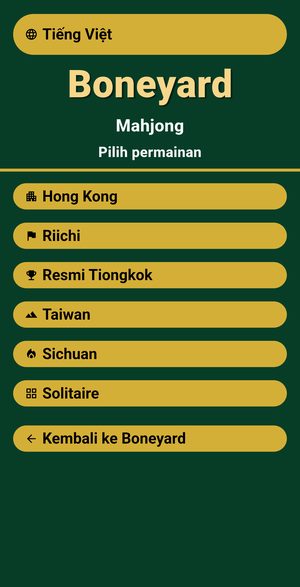 Tiếng Việt
Boneyard
Mahjong
Pilih permainan
Hong Kong
Riichi
Resmi Tiongkok
Taiwan
Sichuan
Solitaire
Kembali ke Boneyard